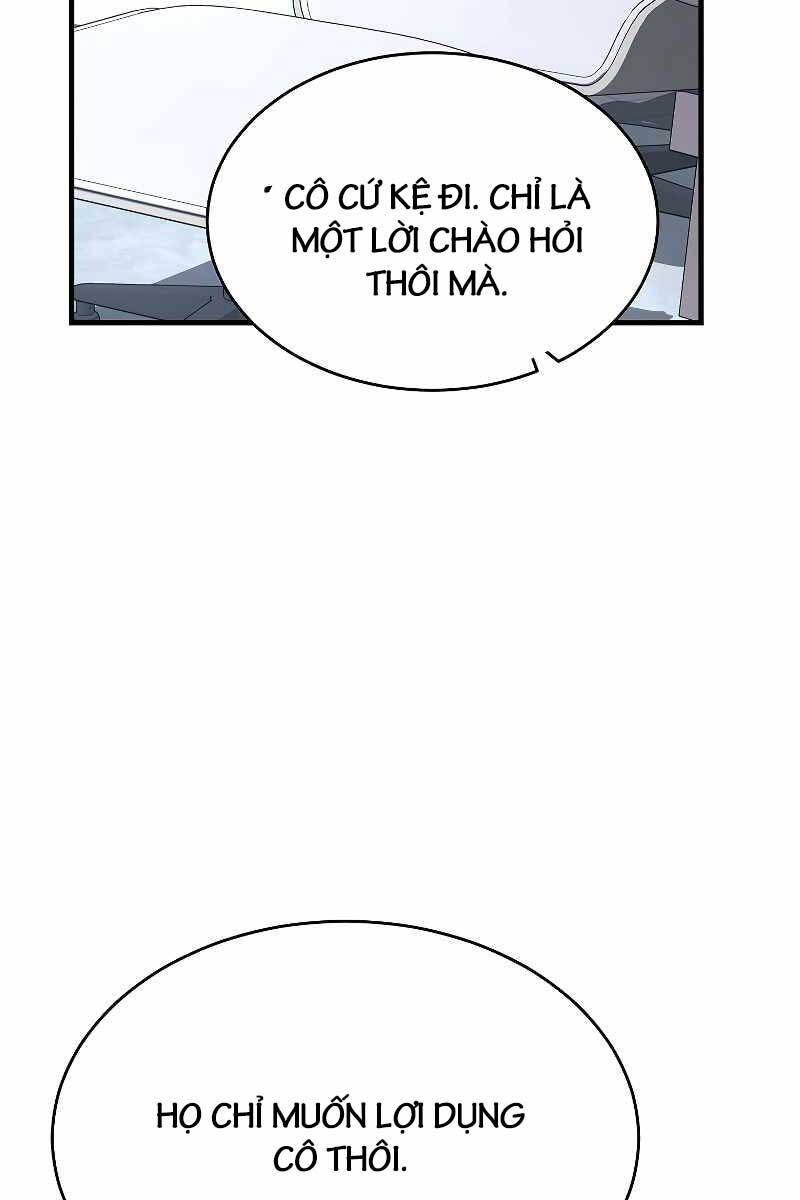 CÔ CỨ KỆ ĐI. CHỈ LÀ
MỘT LỜI CHÀO HỎI
THÔI MÀ.
HỌ CHỈ MUỐN LỢI DỤNG
CÔ THÔI.